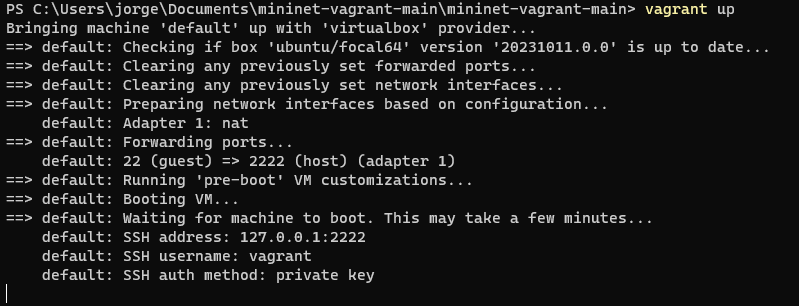 PS C:\Users\jorge\Documents\mininet-vagrant-main\mininet-vagrant-main> vagrant up
Bringing machine 'default' up with 'virtualbox' provider...
==> default: Checking if box 'ubuntu/focal64' version '20231011.0.0' is up to date...
==> default: Clearing any previously set forwarded ports...
==> default: Clearing any previously set network interfaces...
==> default: Preparing network interfaces based on configuration...
    default: Adapter 1: nat
==> default: Forwarding ports...
    default: 22 (guest) => 2222 (host) (adapter 1)
==> default: Running 'pre-boot' VM customizations...
==> default: Booting VM...
==> default: Waiting for machine to boot. This may take a few minutes...
    default: SSH address: 127.0.0.1:2222
    default: SSH username: vagrant
    default: SSH auth method: private key